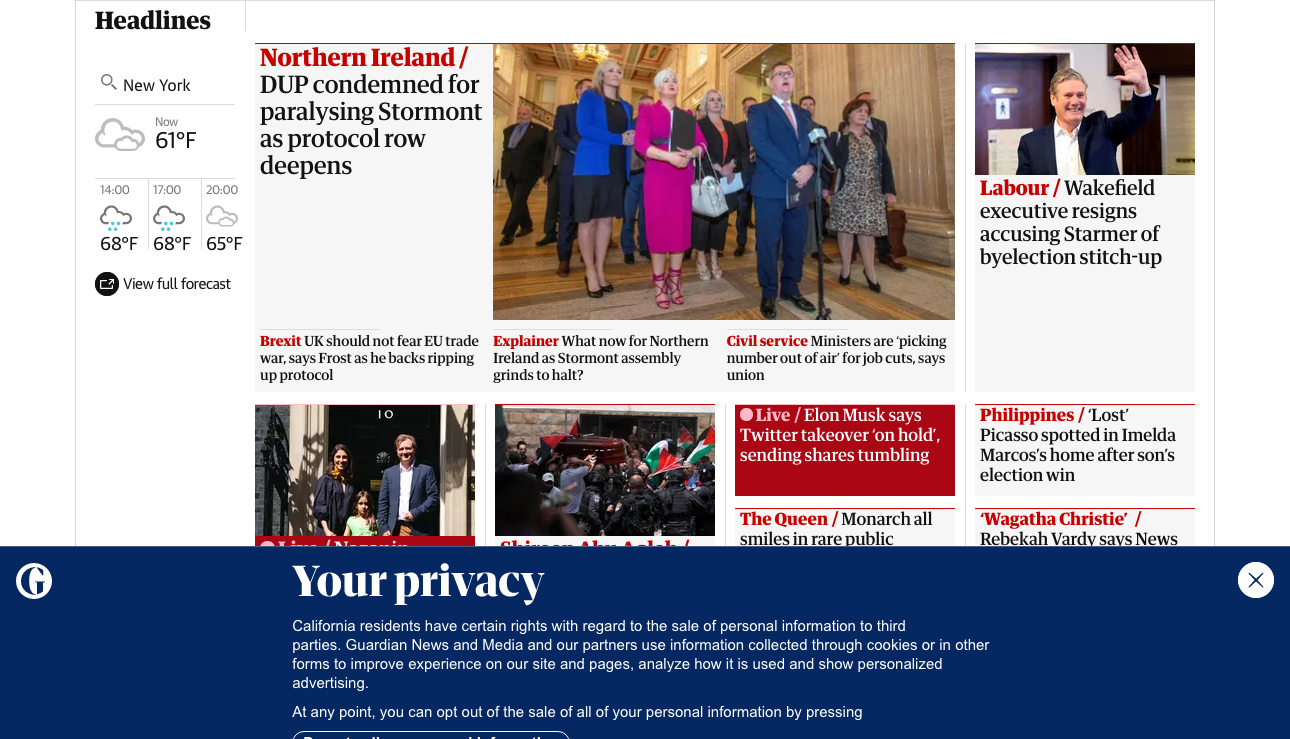 Headlines
New York
Now
61°F
14:00
17:00
20:00
68°F
68°F
65°F
View full forecast
Northern Ireland /
DUP condemned for
paralysing Stormont
as protocol row
deepens
Labour / Wakefield
executive resigns
accusing Starmer of
byelection stitch-up
Brexit UK should not fear EU trade
war, says Frost as he backs ripping
up protocol
Explainer What now for Northern
Ireland as Stormont assembly
grinds to halt?
Civil service Ministers are ‘picking
number out of air’ for job cuts, says
union
10
Live / Nazanin
Shireen Abu Aqleh /
Live / Elon Musk says
Twitter takeover ‘on hold’,
sending shares tumbling
Philippines / ‘Lost’
Picasso spotted in Imelda
Marcos’s home after son’s
election win
The Queen / Monarch all
smiles in rare public
‘Wagatha Christie’ /
Rebekah Vardy says News
Your privacy
California residents have certain rights with regard to the sale of personal information to third
parties. Guardian News and Media and our partners use information collected through cookies or in other
forms to improve experience on our site and pages, analyze how it is used and show personalized
advertising.
At any point, you can opt out of the sale of all of your personal information by pressing